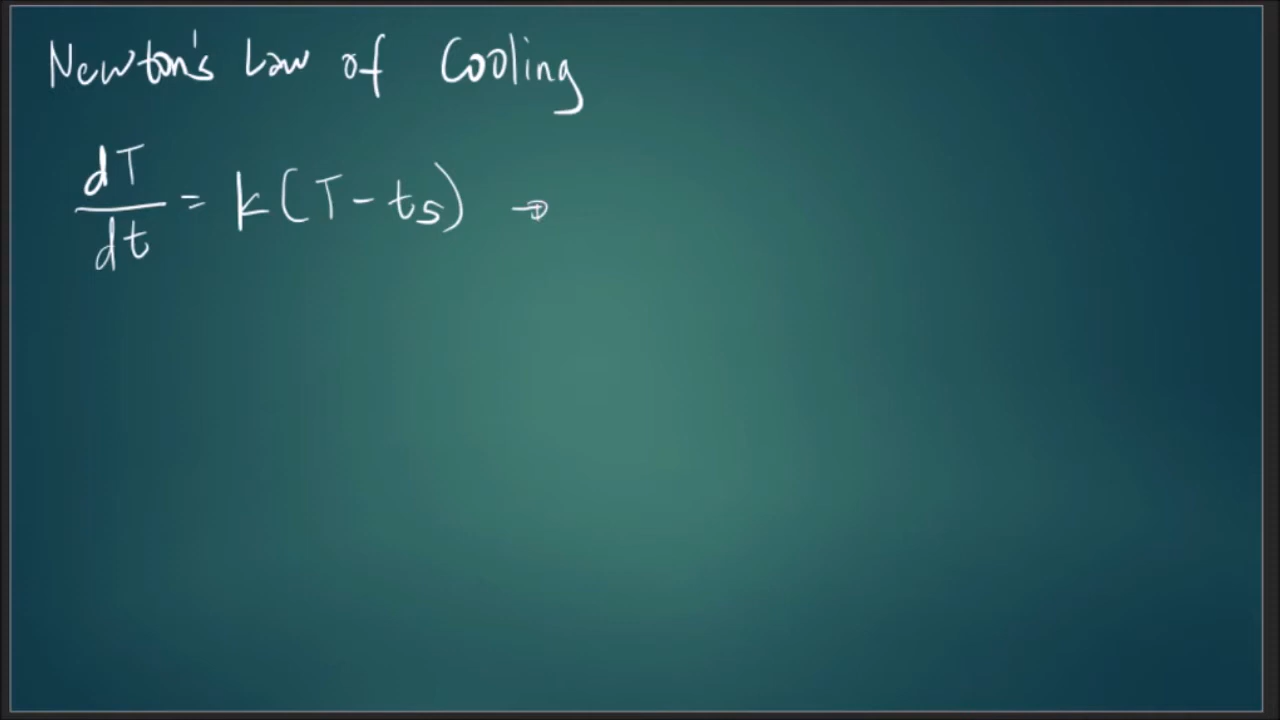 Newton's Law of Cooling
dT/dt = k(T - ts) →